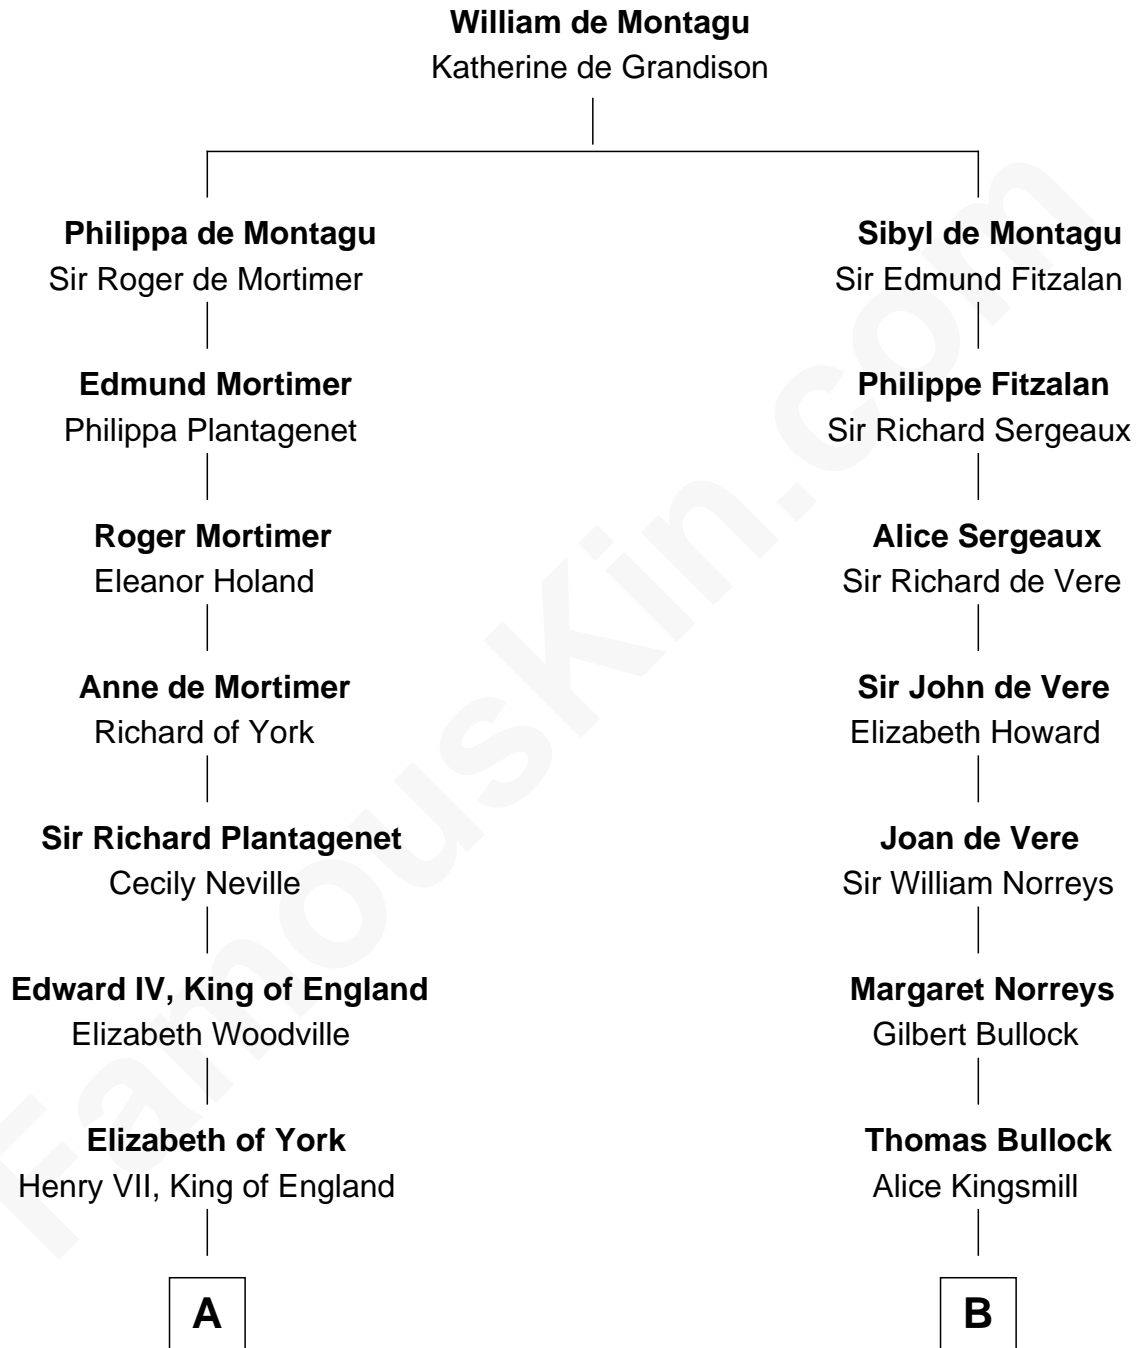 William de Montagu
Katherine de Grandison
Philippa de Montagu
Sir Roger de Mortimer
Sibyl de Montagu
Sir Edmund Fitzalan
Edmund Mortimer
Philippa Plantagenet
Philippe Fitzalan
Sir Richard Sergeaux
Roger Mortimer
Eleanor Holand
Alice Sergeaux
Sir Richard de Vere
Anne de Mortimer
Richard of York
Sir John de Vere
Elizabeth Howard
Sir Richard Plantagenet
Cecily Neville
Joan de Vere
Sir William Norreys
Edward IV, King of England
Elizabeth Woodville
Margaret Norreys
Gilbert Bullock
Elizabeth of York
Henry VII, King of England
Thomas Bullock
Alice Kingsmill
A
B
FamousKin.com